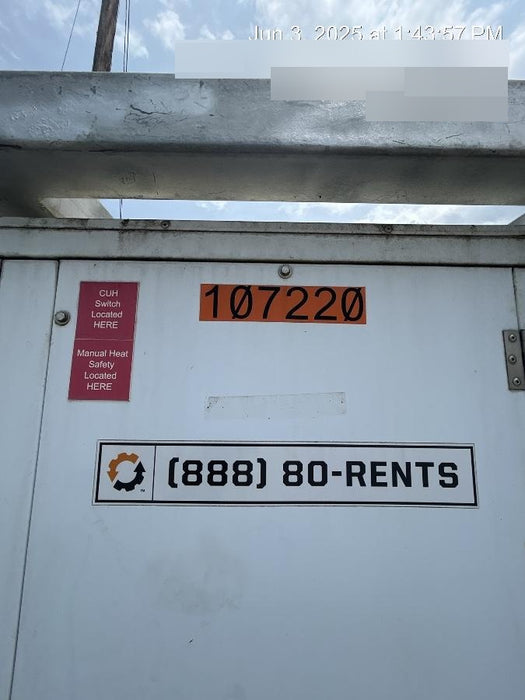 Jun 3, 2025 at 1:43:57 PM
107220
CUH
Switch
Located
HERE
Manual Heat
Safety
Located
HERE
(888) 80-RENTS